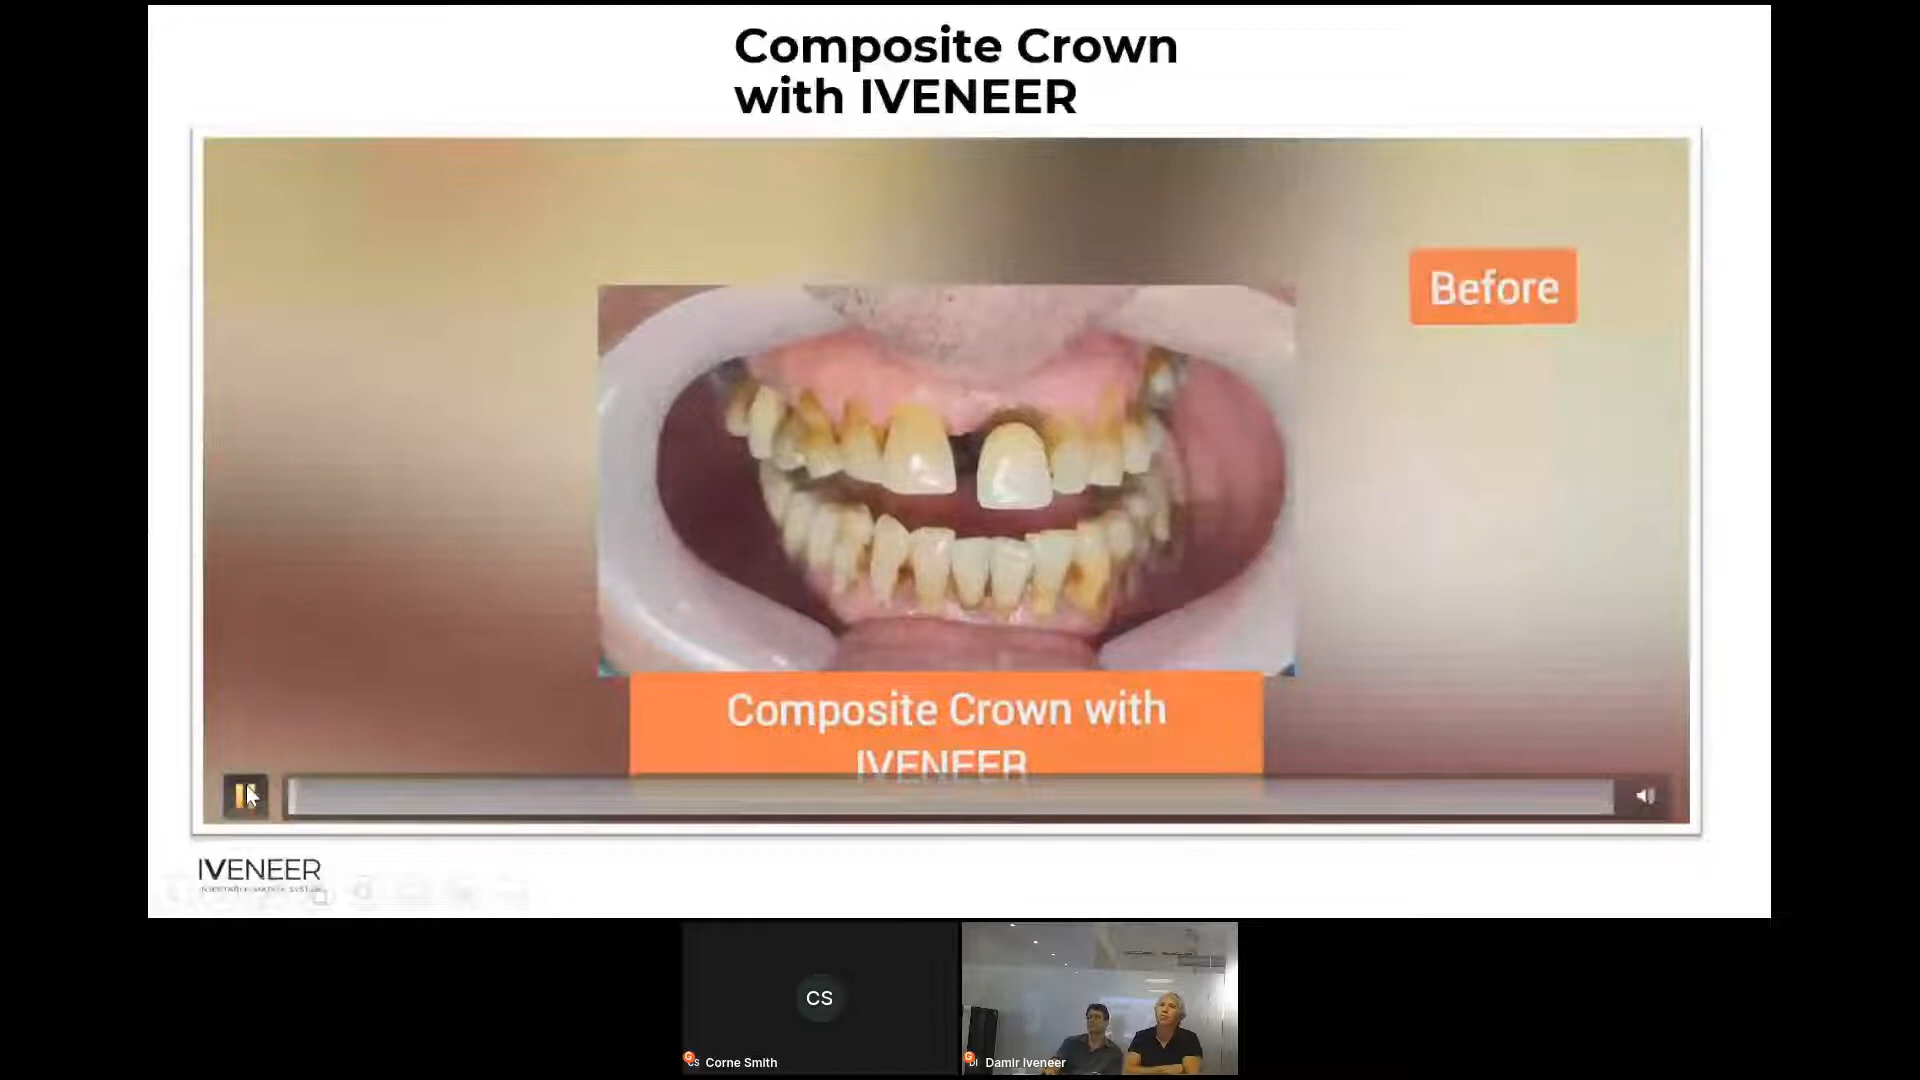 Composite Crown
with IVENEER
Before
Composite Crown with
IVENEER
IVENEER
CS
Corne Smith
Damir Iveneer